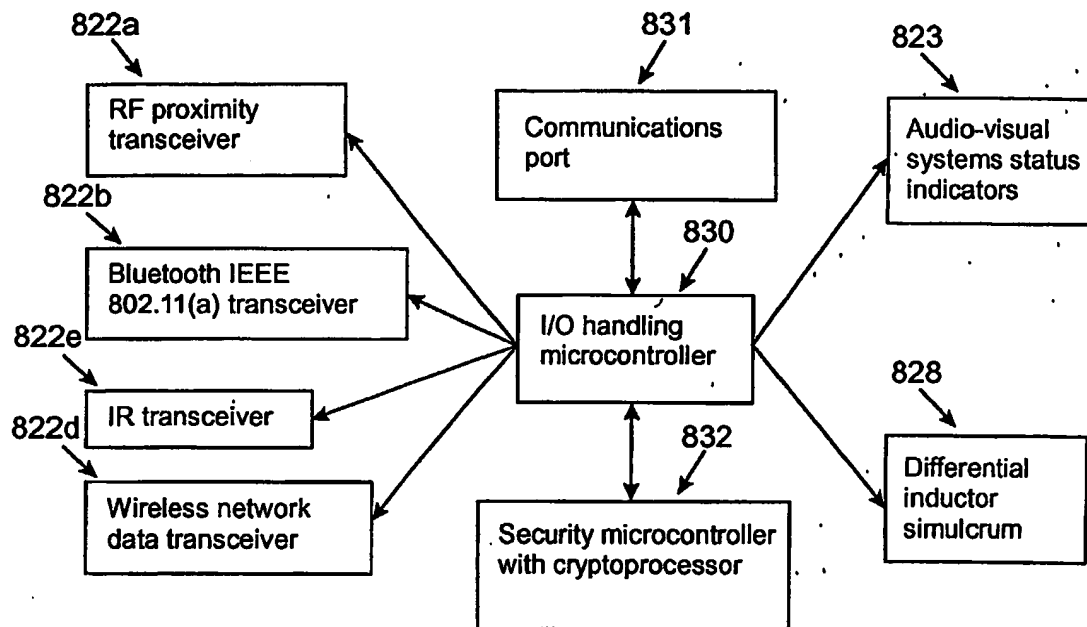 822a
RF proximity
transceiver
822b
Bluetooth IEEE
802.11(a) transceiver
822e
IR transceiver
822d
Wireless network
data transceiver
831
Communications
port
830
I/O handling
microcontroller
832
Security microcontroller
with cryptoprocessor
823
Audio-visual
systems status
indicators
828
Differential
inductor
simulcrum